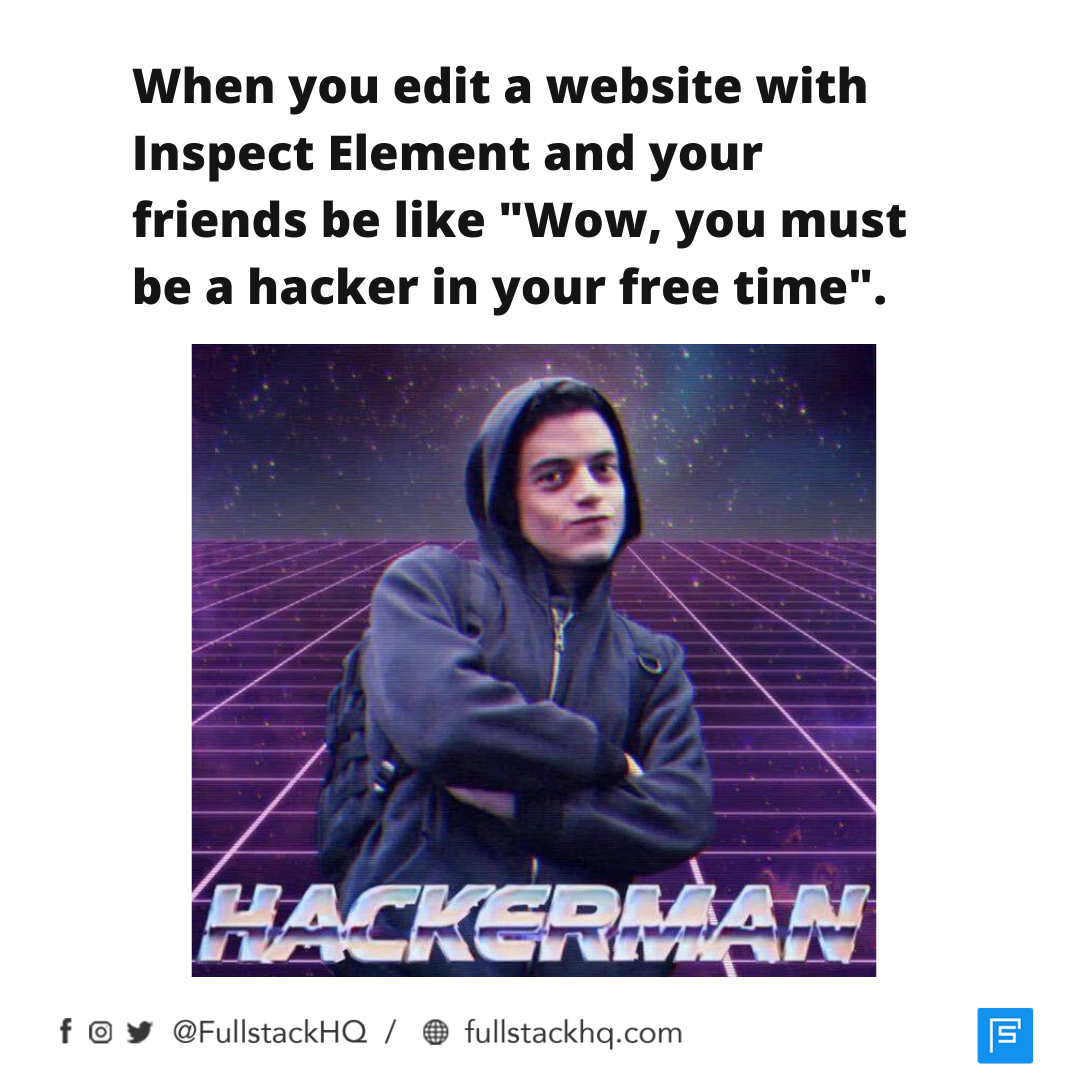 When you edit a website with
Inspect Element and your
friends be like "Wow, you must
be a hacker in your free time".
HACKERMAN
@FullstackHQ / fullstackhq.com